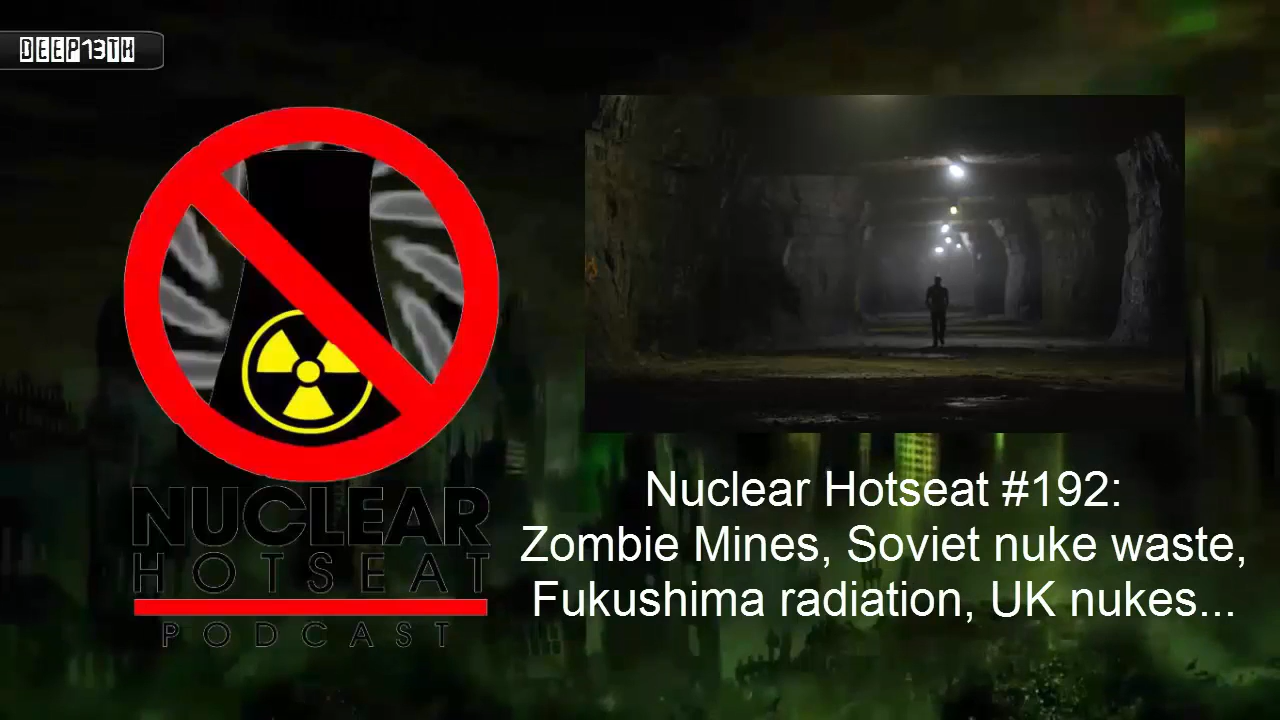 DEEP13TH
NUCLEAR
HOTSEAT
PODCAST
Nuclear Hotseat #192:
Zombie Mines, Soviet nuke waste,
Fukushima radiation, UK nukes...